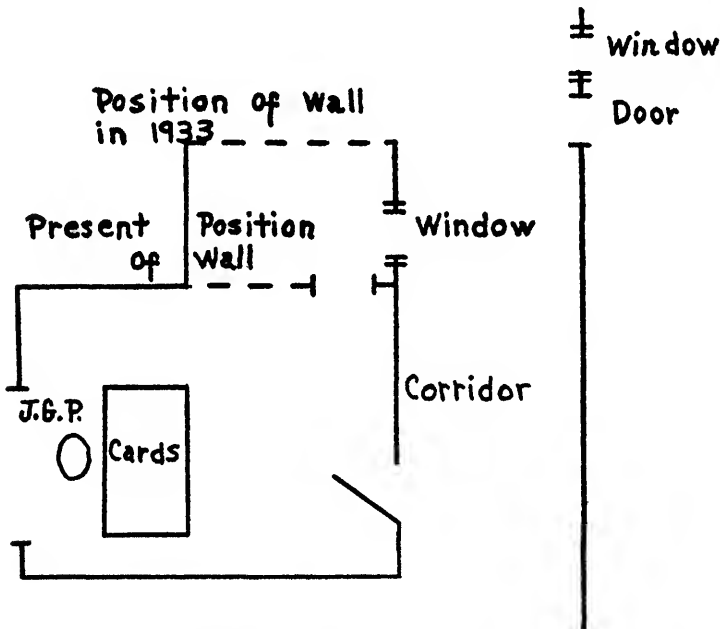 Window
Door
Position of Wall
in 1933
Present Position
of Wall
Window
Corridor
J.G.P.
Cards